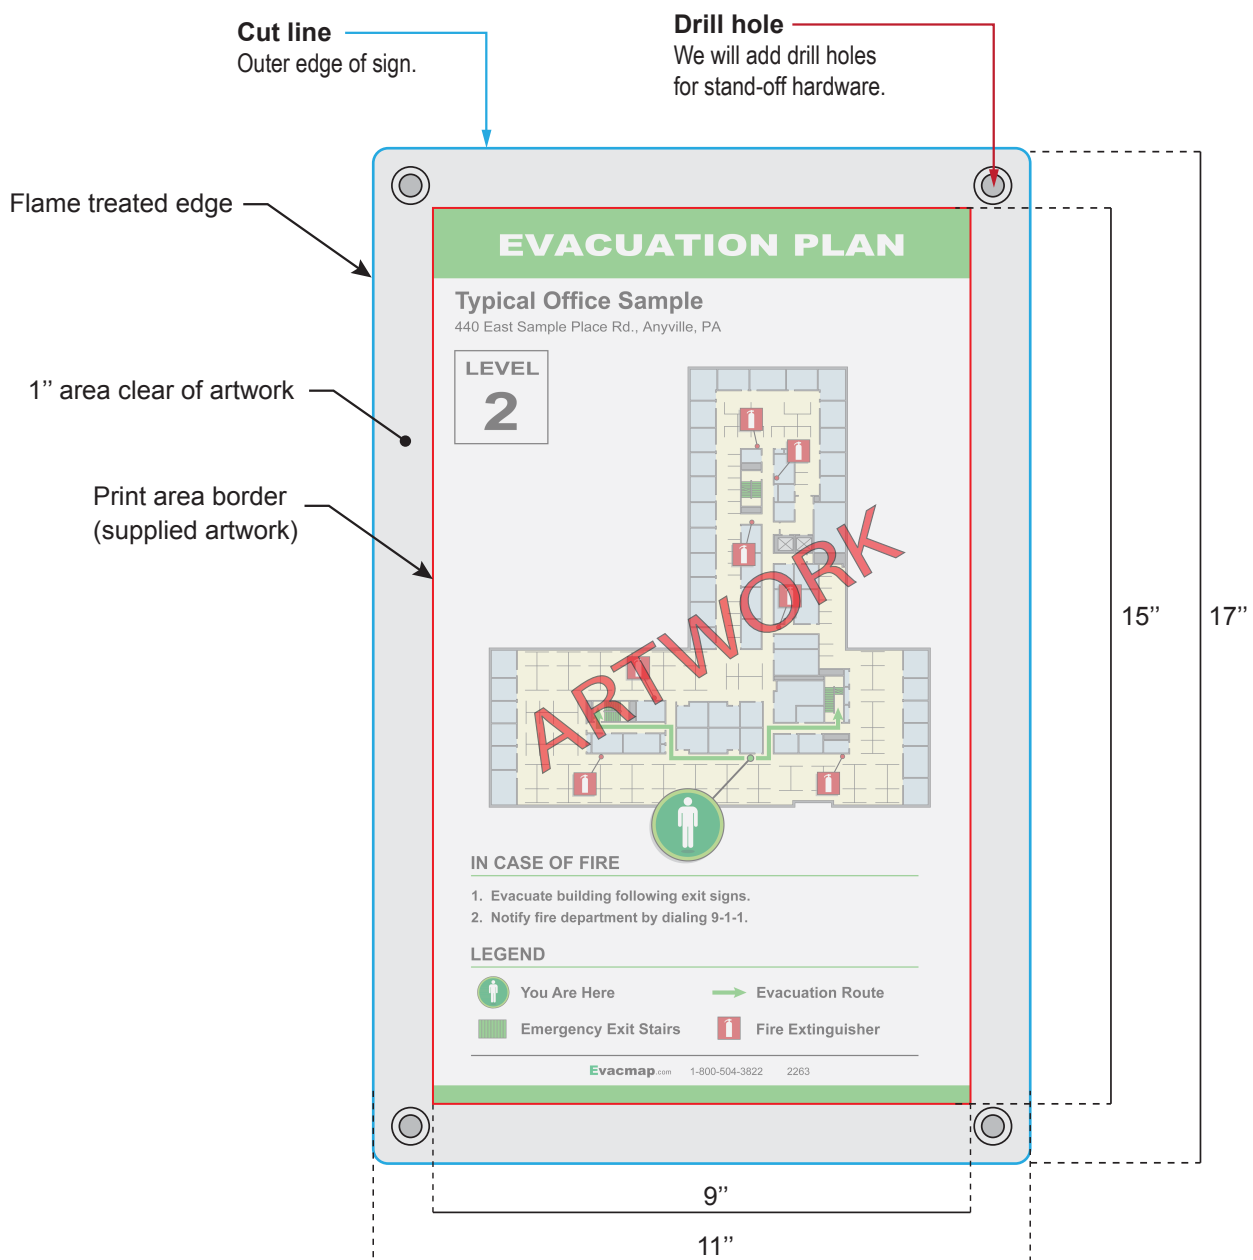 Cut line
Outer edge of sign.
Drill hole
We will add drill holes
for stand-off hardware.
Flame treated edge
1’’ area clear of artwork
Print area border
(supplied artwork)
EVACUATION PLAN
Typical Office Sample
440 East Sample Place Rd., Anyville, PA
LEVEL
2
ARTWORK
15’’
17’’
IN CASE OF FIRE
1. Evacuate building following exit signs.
2. Notify fire department by dialing 9-1-1.
LEGEND
You Are Here
Evacuation Route
Emergency Exit Stairs
Fire Extinguisher
Evacmap.com 1-800-504-3822 2263
9’’
11’’